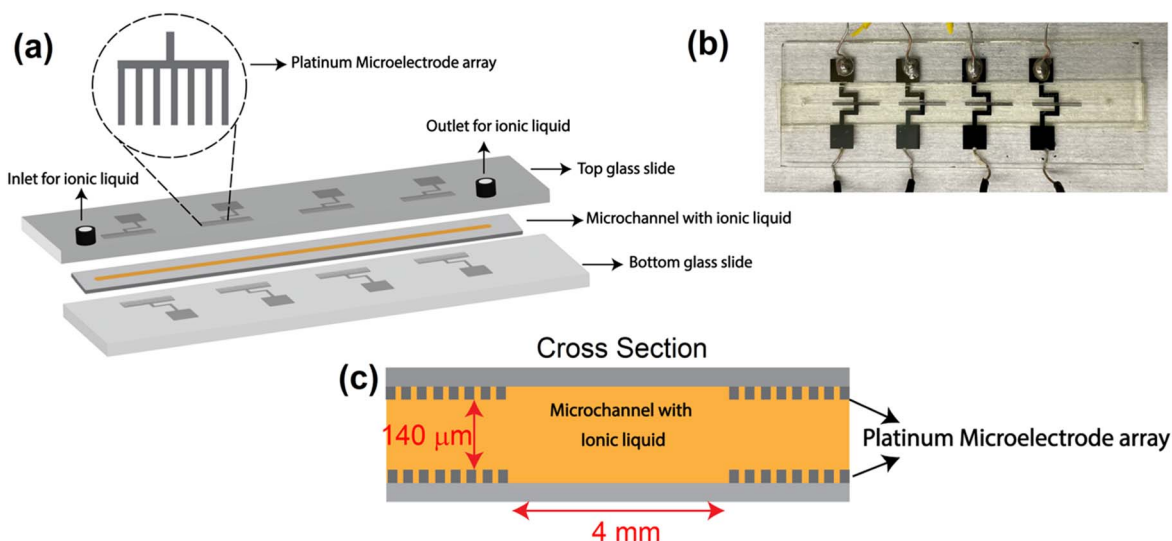 (a)
Platinum Microelectrode array
Outlet for ionic liquid
Inlet for ionic liquid
Top glass slide
Microchannel with ionic liquid
Bottom glass slide
(b)
Cross Section
(c)
Microchannel with
Ionic liquid
140 μm
Platinum Microelectrode array
4 mm